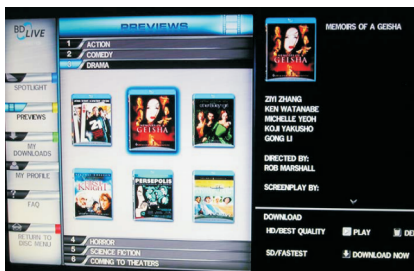 BD LIVE
SPOTLIGHT
PREVIEWS
MY
DOWNLOADS
MY PROFILE
FAQ
RETURN TO
DISC MENU
PREVIEWS
1 ACTION
2 COMEDY
DRAMA
GEISHA
KNIGHT
PERSEPOLIS
4 HORROR
5 SCIENCE FICTION
6 COMING TO THEATERS
MEMOIRS OF A GEISHA
GEISHA
ZIYI ZHANG
KEN WATANABE
MICHELLE YEOH
KOJI YAKUSHO
GONG LI
DIRECTED BY:
ROB MARSHALL
SCREENPLAY BY:
DOWNLOAD
HD/BEST QUALITY
PLAY
DE
SD/FASTEST
DOWNLOAD NOW